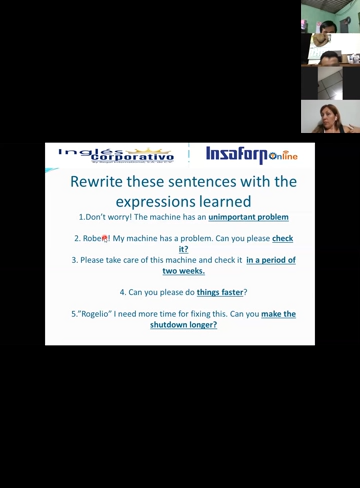 Inglés
Corporativo
Insaforp Online
Rewrite these sentences with the
expressions learned
1.Don't worry! The machine has an unimportant problem
2. Robert! My machine has a problem. Can you please check
it?
3. Please take care of this machine and check it in a period of
two weeks.
4. Can you please do things faster?
5."Rogelio" I need more time for fixing this. Can you make the
shutdown longer?